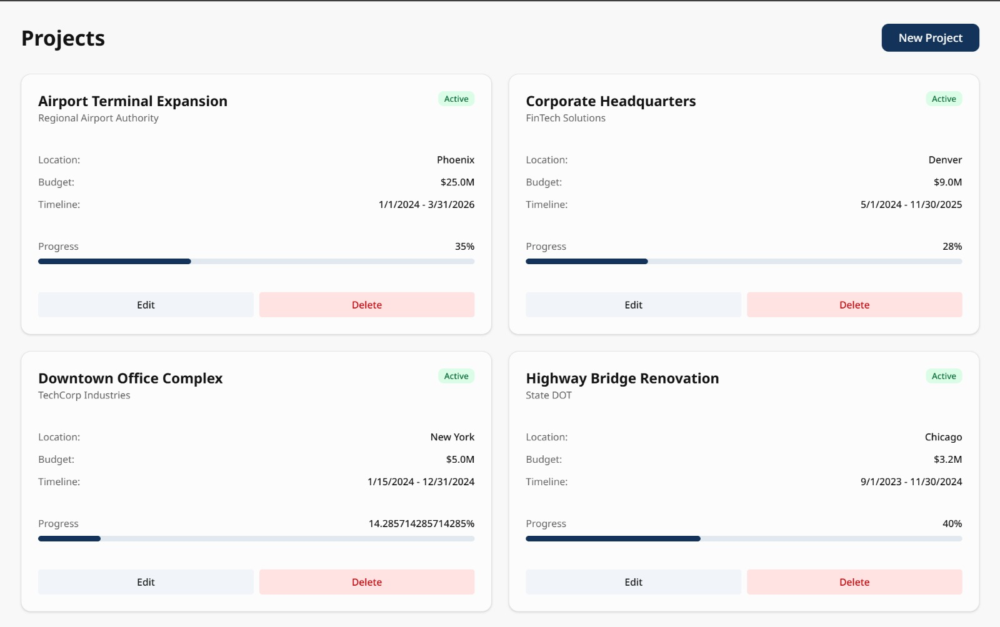 Projects
New Project
Airport Terminal Expansion
Active
Regional Airport Authority
Location:
Phoenix
Budget:
$25.0M
Timeline:
1/1/2024 - 3/31/2026
Progress
35%
Edit
Delete
Corporate Headquarters
Active
FinTech Solutions
Location:
Denver
Budget:
$9.0M
Timeline:
5/1/2024 - 11/30/2025
Progress
28%
Edit
Delete
Downtown Office Complex
Active
TechCorp Industries
Location:
New York
Budget:
$5.0M
Timeline:
1/15/2024 - 12/31/2024
Progress
14.285714285714285%
Edit
Delete
Highway Bridge Renovation
Active
State DOT
Location:
Chicago
Budget:
$3.2M
Timeline:
9/1/2023 - 11/30/2024
Progress
40%
Edit
Delete